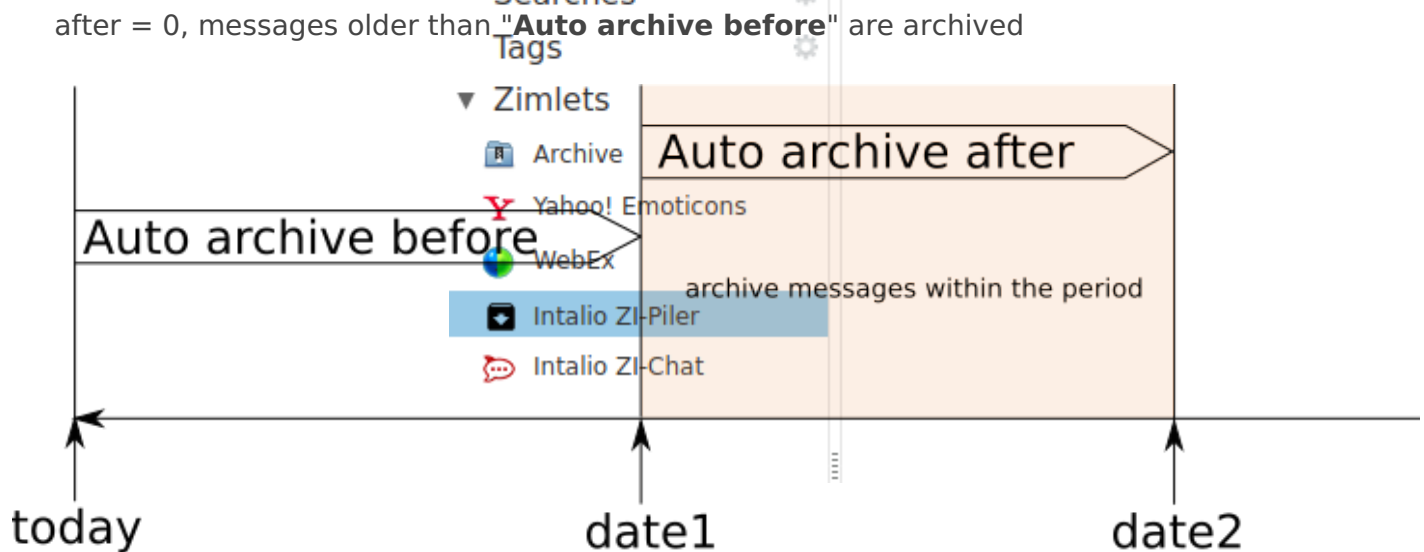 Searches
after = 0, messages older than "Auto archive before" are archived
Tags
Zimlets
Archive
Auto archive after
Yahoo! Emoticons
Auto archive before
WebEx
archive messages within the period
Intalio ZI-Piler
Intalio ZI-Chat
today
date1
date2